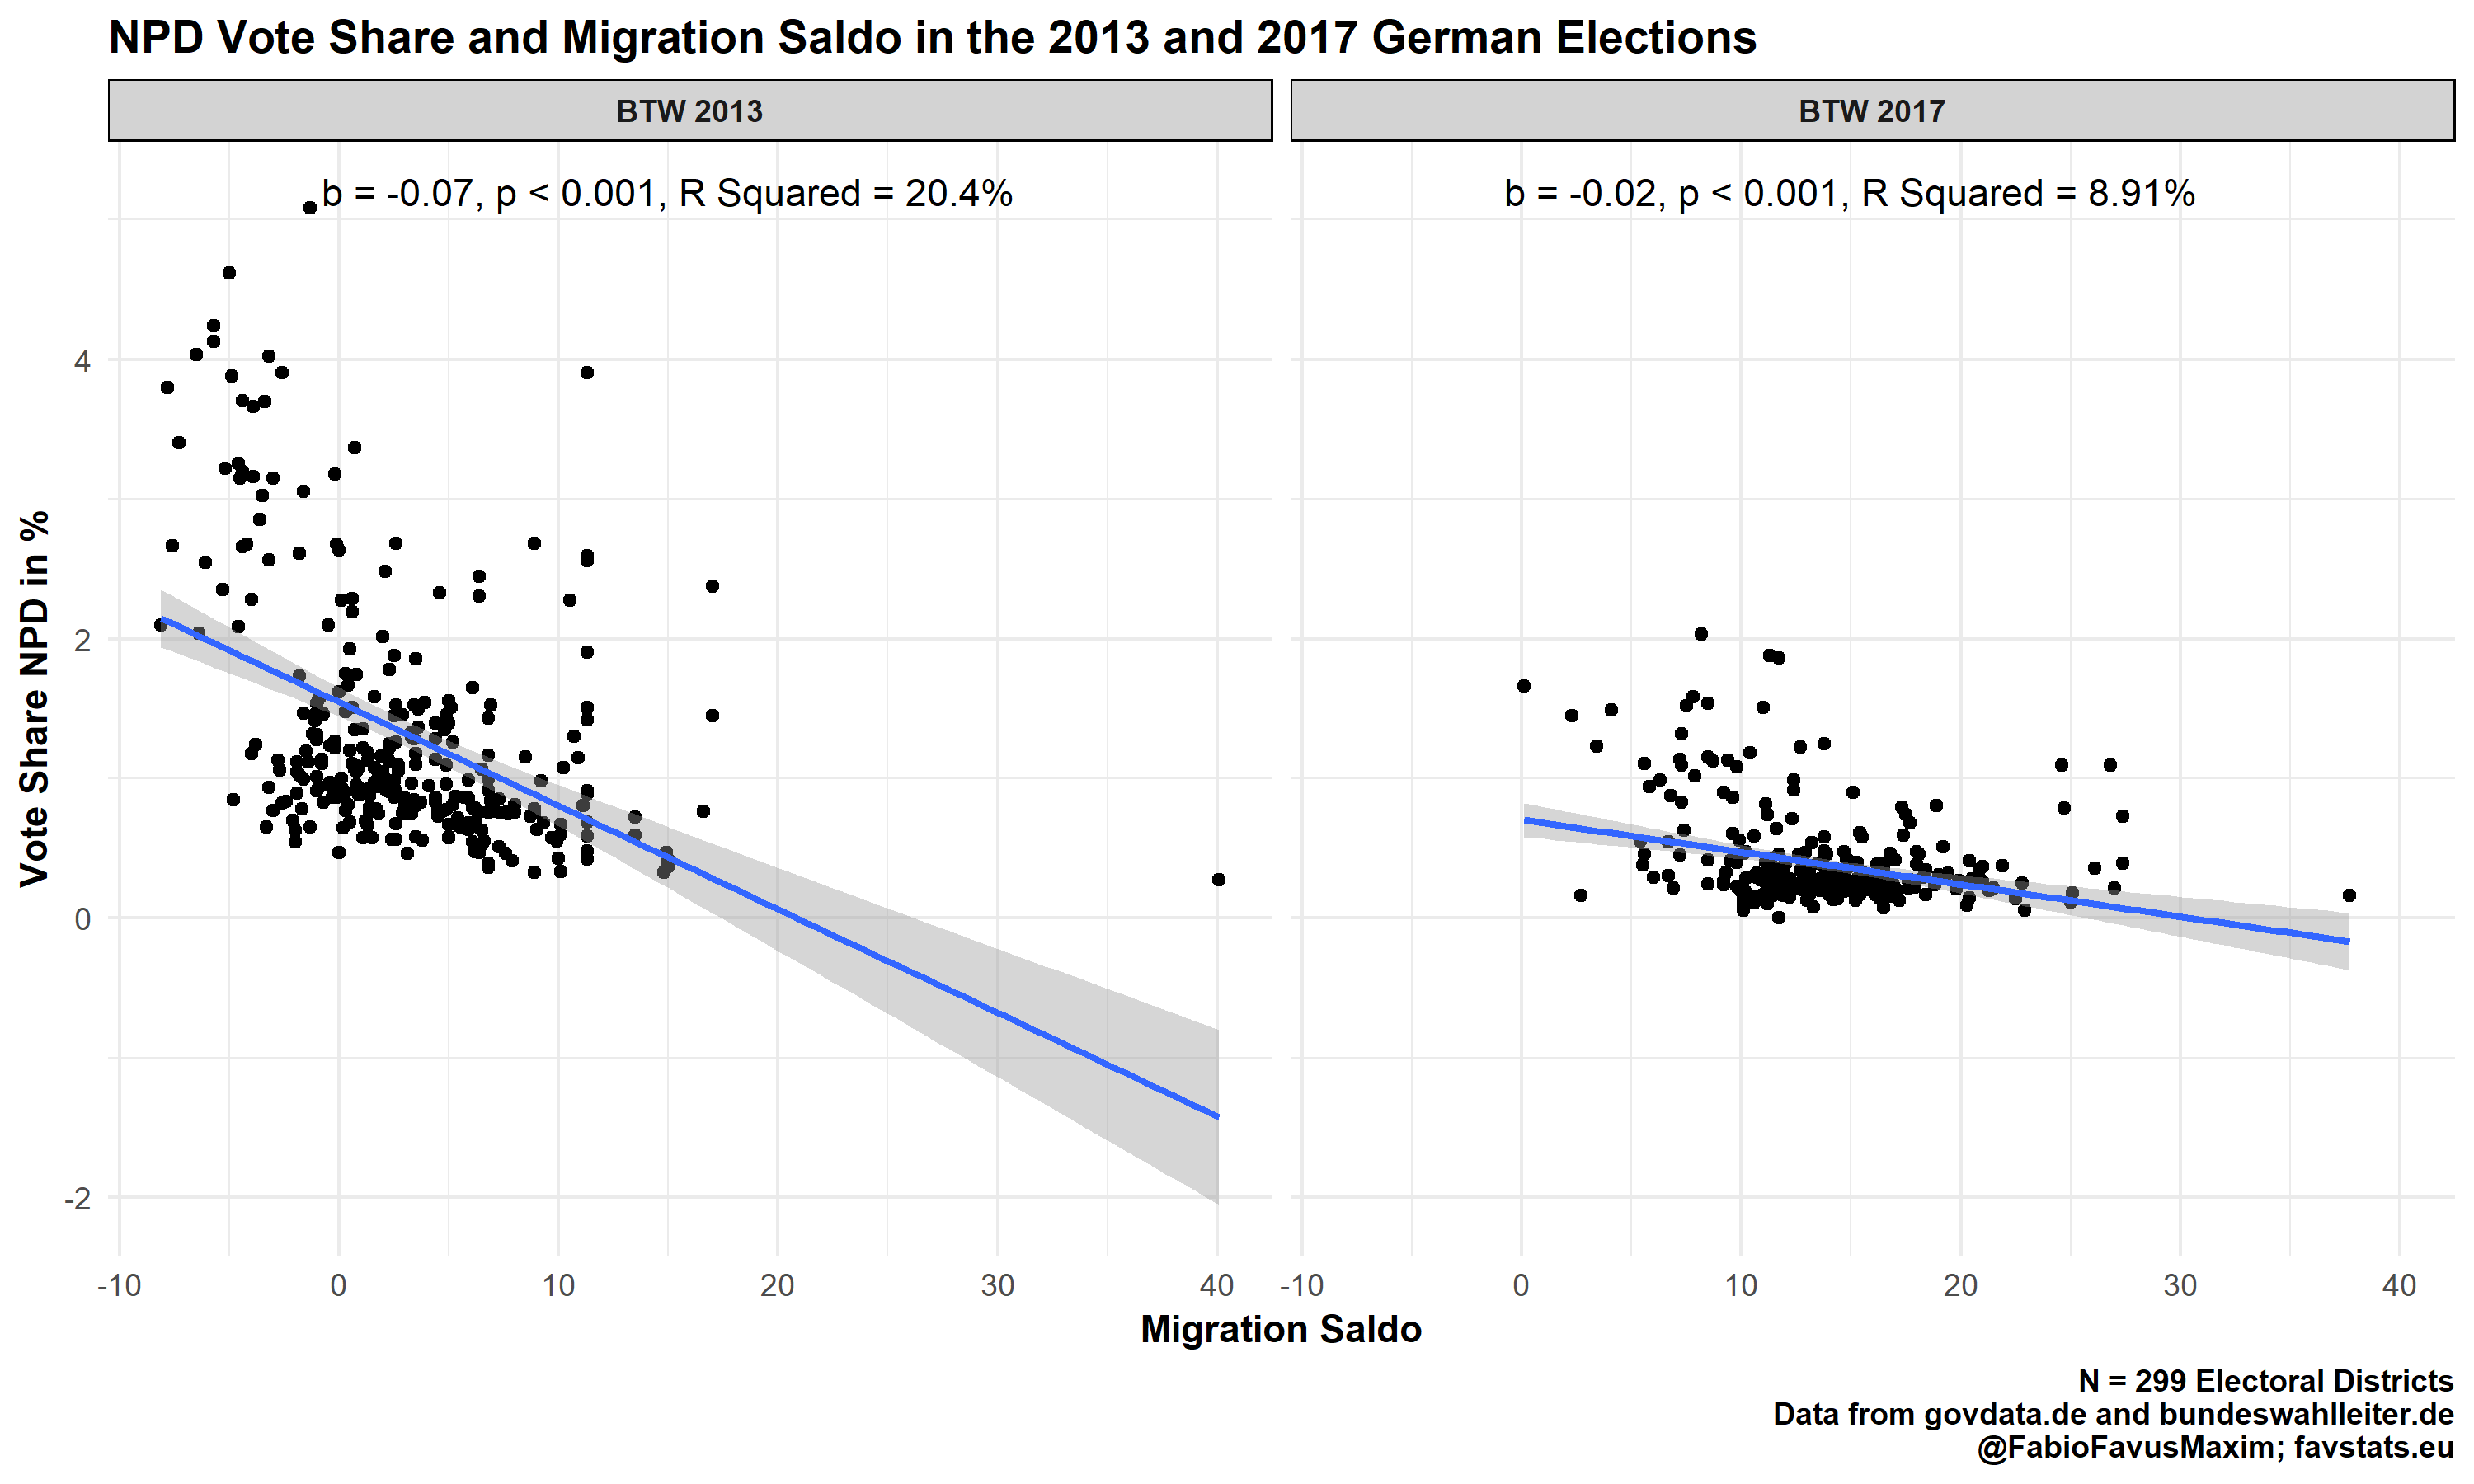 NPD Vote Share and Migration Saldo in the 2013 and 2017 German Elections
BTW 2013
BTW 2017
b = -0.07, p < 0.001, R Squared = 20.4%
b = -0.02, p < 0.001, R Squared = 8.91%
Vote Share NPD in %
4
2
0
-2
-10 0 10 20 30 40
-10 0 10 20 30 40
Migration Saldo
N = 299 Electoral Districts
Data from govdata.de and bundeswahlleiter.de
@FabioFavusMaxim; favstats.eu